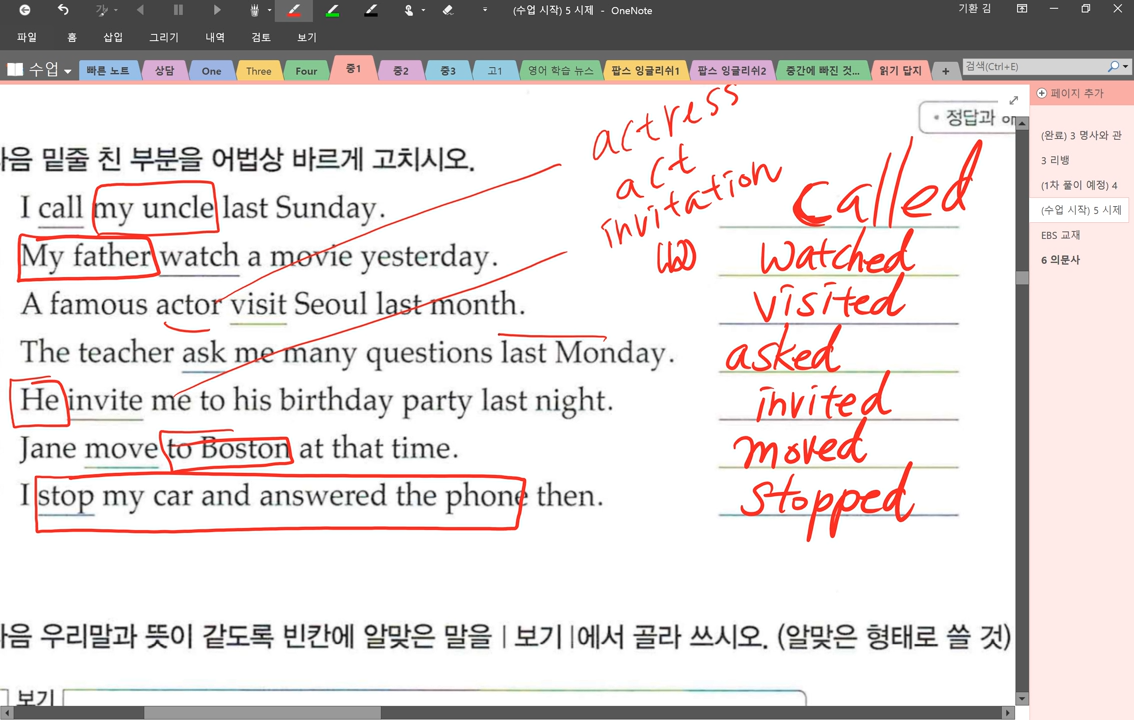 (수업 시작) 5 시제 - OneNote
기환 김
파일 홈 삽입 그리기 내역 검토 보기
수업 빠른 노트 상담 One Three Four 중1 중2 중3 고1 영어 학습 뉴스 팝스 잉글리쉬1 팝스 잉글리쉬2 중간에 빠진 것... 읽기 답지 + 검색(Ctrl+E)
페이지 추가
(완료) 3 명사와 관
3 리뱅
(1차 풀이 예정) 4
(수업 시작) 5 시제
EBS 교재
6 의문사
• 정답과
음 밑줄 친 부분을 어법상 바르게 고치시오.
actress
act
invitation
I call my uncle last Sunday. called
My father watch a movie yesterday. watched
A famous actor visit Seoul last month. visited
The teacher ask me many questions last Monday. asked
He invite me to his birthday party last night. invited
Jane move to Boston at that time. moved
I stop my car and answered the phone then. stopped
음 우리말과 뜻이 같도록 빈칸에 알맞은 말을 | 보기 |에서 골라 쓰시오. (알맞은 형태로 쓸 것)
보기